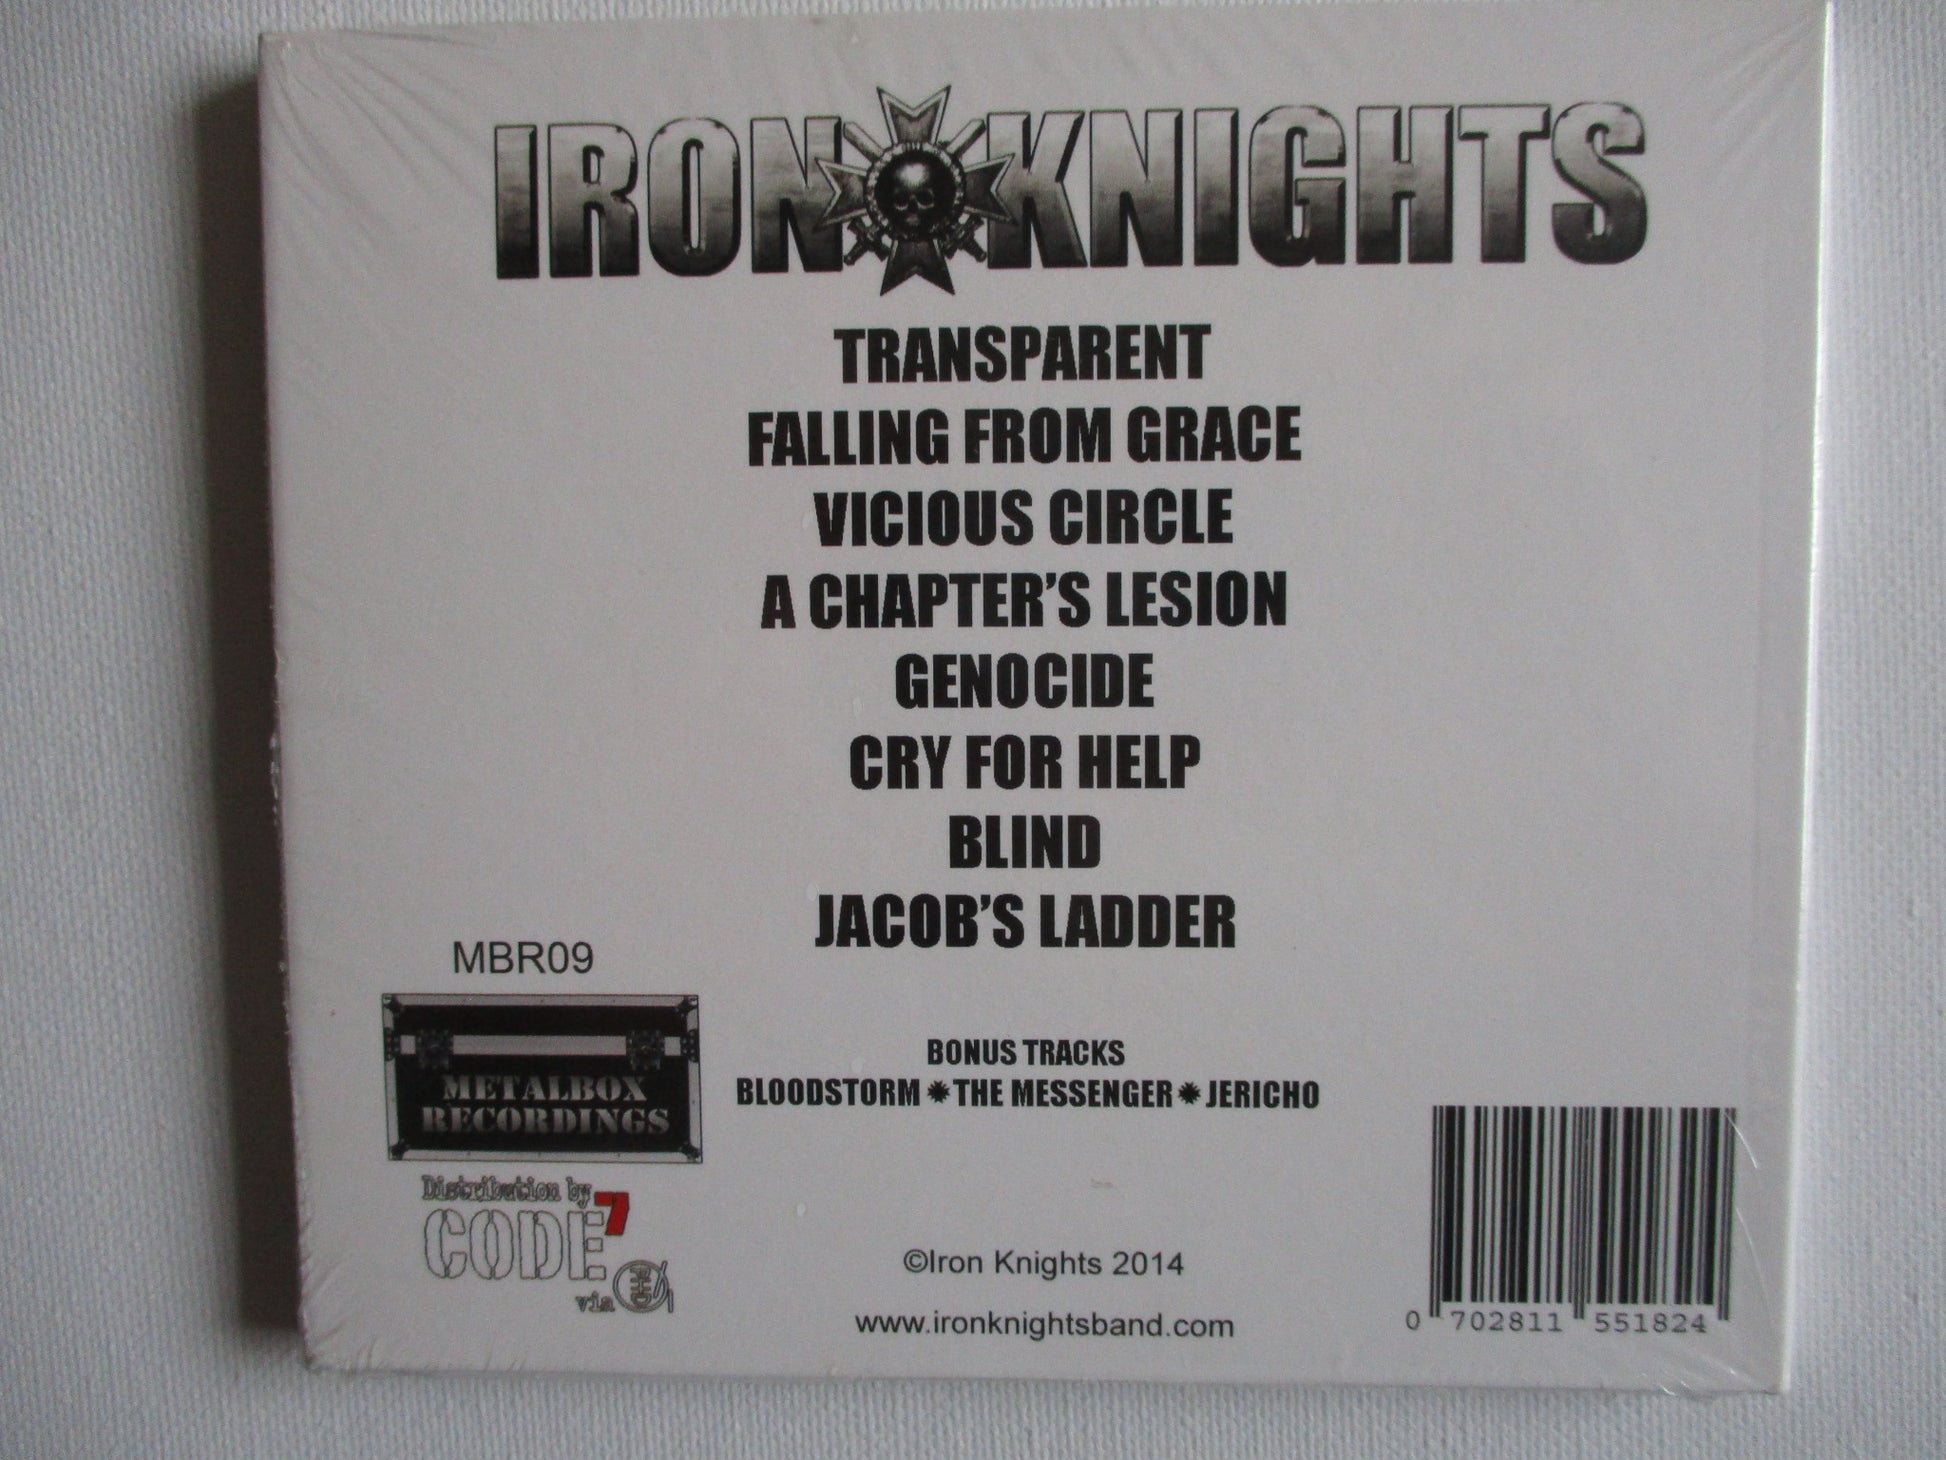 IRON KNIGHTS
TRANSPARENT
FALLING FROM GRACE
VICIOUS CIRCLE
A CHAPTER'S LESION
GENOCIDE
CRY FOR HELP
BLIND
JACOB'S LADDER
MBR09
METALBOX
RECORDINGS
BONUS TRACKS
BLOODSTORM✹THE MESSENGER✹JERICHO
Distribution by
CODE7
via PHD
©Iron Knights 2014
www.ironknightsband.com
0 702811 551824